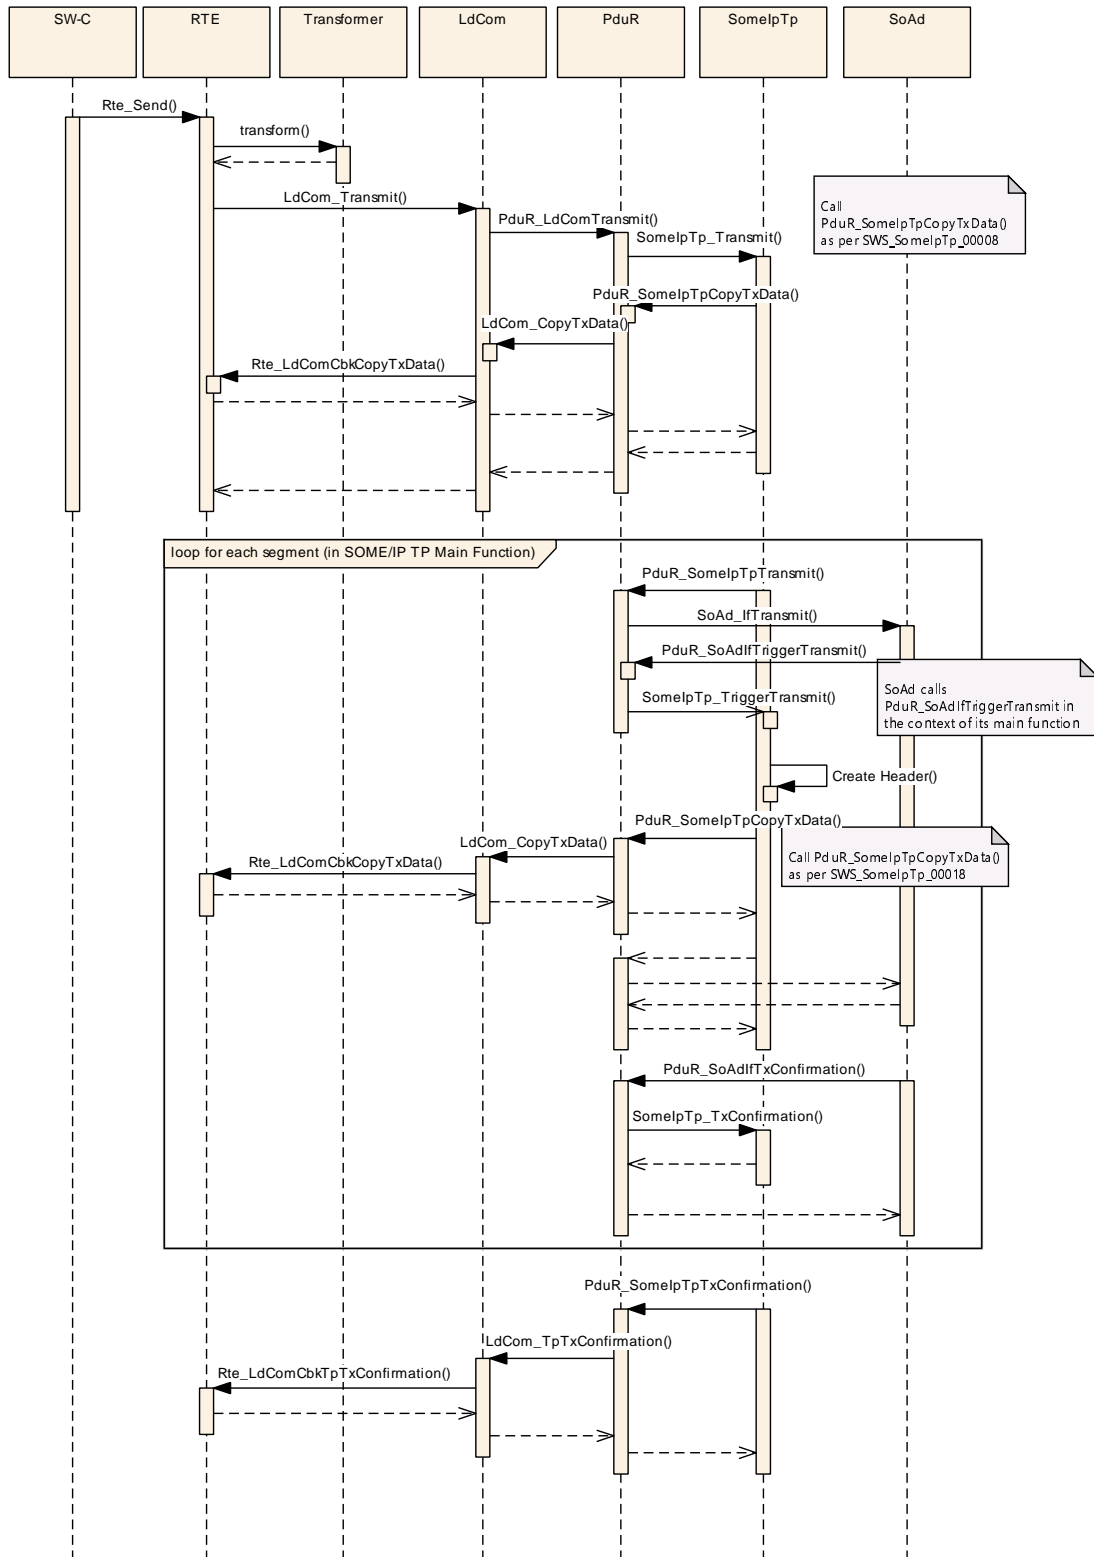 SW-C
RTE
Transformer
LdCom
PduR
SomeIpTp
SoAd
Rte_Send()
transform()
LdCom_Transmit()
PduR_LdComTransmit()
SomeIpTp_Transmit()
Call
PduR_SomeIpTpCopyTxData()
as per SWS_SomeIpTp_00008
PduR_SomeIpTpCopyTxData()
LdCom_CopyTxData()
Rte_LdComCbkCopyTxData()
loop for each segment (in SOME/IP TP Main Function)
PduR_SomeIpTpTransmit()
SoAd_IfTransmit()
PduR_SoAdIfTriggerTransmit()
SomeIpTp_TriggerTransmit()
SoAd calls
PduR_SoAdIfTriggerTransmit in
the context of its main function
Create Header()
PduR_SomeIpTpCopyTxData()
LdCom_CopyTxData()
Rte_LdComCbkCopyTxData()
Call PduR_SomeIpTpCopyTxData()
as per SWS_SomeIpTp_00018
PduR_SoAdIfTxConfirmation()
SomeIpTp_TxConfirmation()
PduR_SomeIpTpTxConfirmation()
LdCom_TpTxConfirmation()
Rte_LdComCbkTpTxConfirmation()